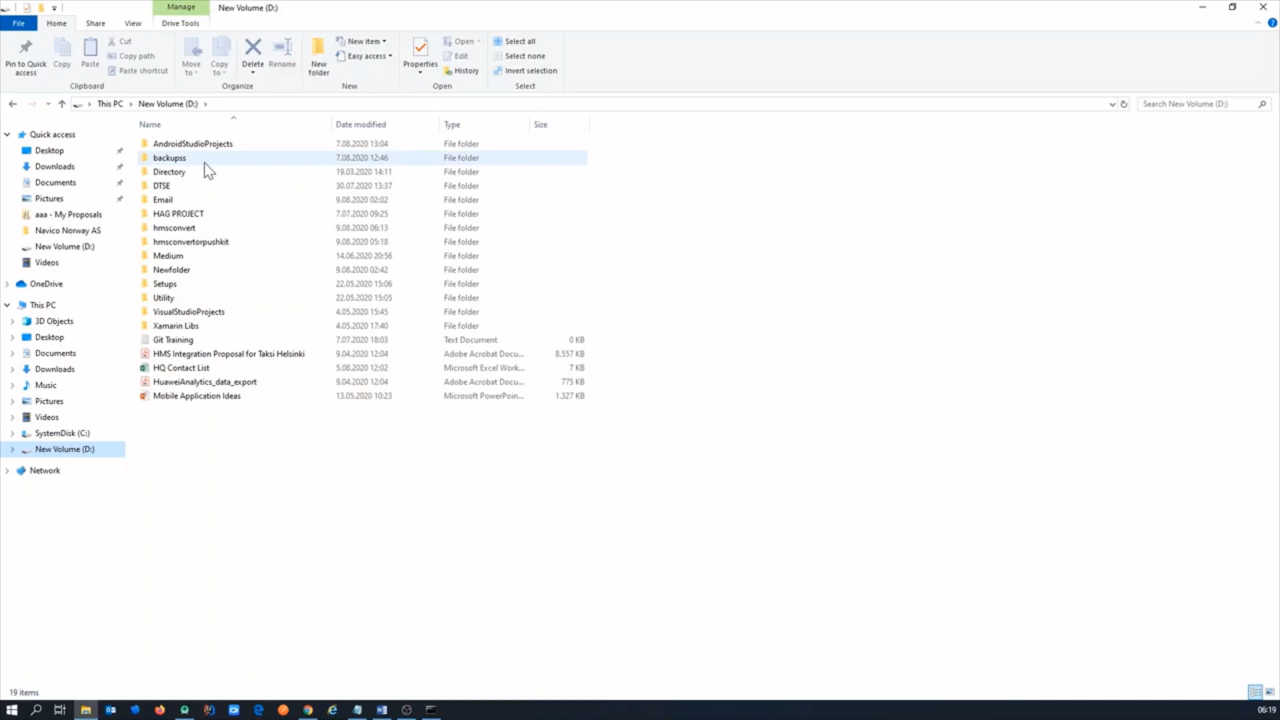 Manage
New Volume (D:)
File
Home
Share
View
Drive Tools
Pin to Quick
access
Copy
Paste
Cut
Copy path
Paste shortcut
Clipboard
Move
to
Copy
to
Delete
Rename
Organize
New
folder
New item
Easy access
New
Properties
Open
Edit
History
Open
Select all
Select none
Invert selection
Select
This PC > New Volume (D:) >
Search New Volume (D:)
Quick access
Desktop
Downloads
Documents
Pictures
aaa - My Proposals
Navico Norway AS
New Volume (D:)
Videos
OneDrive
This PC
3D Objects
Desktop
Documents
Downloads
Music
Pictures
Videos
SystemDisk (C:)
New Volume (D:)
Network
Name Date modified Type Size
AndroidStudioProjects 7.08.2020 13:04 File folder
backupss 7.08.2020 12:46 File folder
Directory 19.03.2020 14:11 File folder
DTSE 30.07.2020 13:37 File folder
Email 9.08.2020 02:02 File folder
HAG PROJECT 7.07.2020 09:25 File folder
hmsconvert 9.08.2020 06:13 File folder
hmsconvertorpushkit 9.08.2020 05:18 File folder
Medium 14.06.2020 20:56 File folder
Newfolder 9.08.2020 02:42 File folder
Setups 22.05.2020 15:06 File folder
Utility 22.05.2020 15:05 File folder
VisualStudioProjects 4.05.2020 15:45 File folder
Xamarin Libs 4.05.2020 17:40 File folder
Git Training 7.07.2020 18:03 Text Document 0 KB
HMS Integration Proposal for Taksi Helsinki 9.04.2020 12:04 Adobe Acrobat Docu... 8.557 KB
HQ Contact List 5.08.2020 12:02 Microsoft Excel Work... 7 KB
HuaweiAnalytics_data_export 9.04.2020 12:04 Adobe Acrobat Docu... 775 KB
Mobile Application Ideas 13.05.2020 10:23 Microsoft PowerPoin... 1.327 KB
19 items
06:19